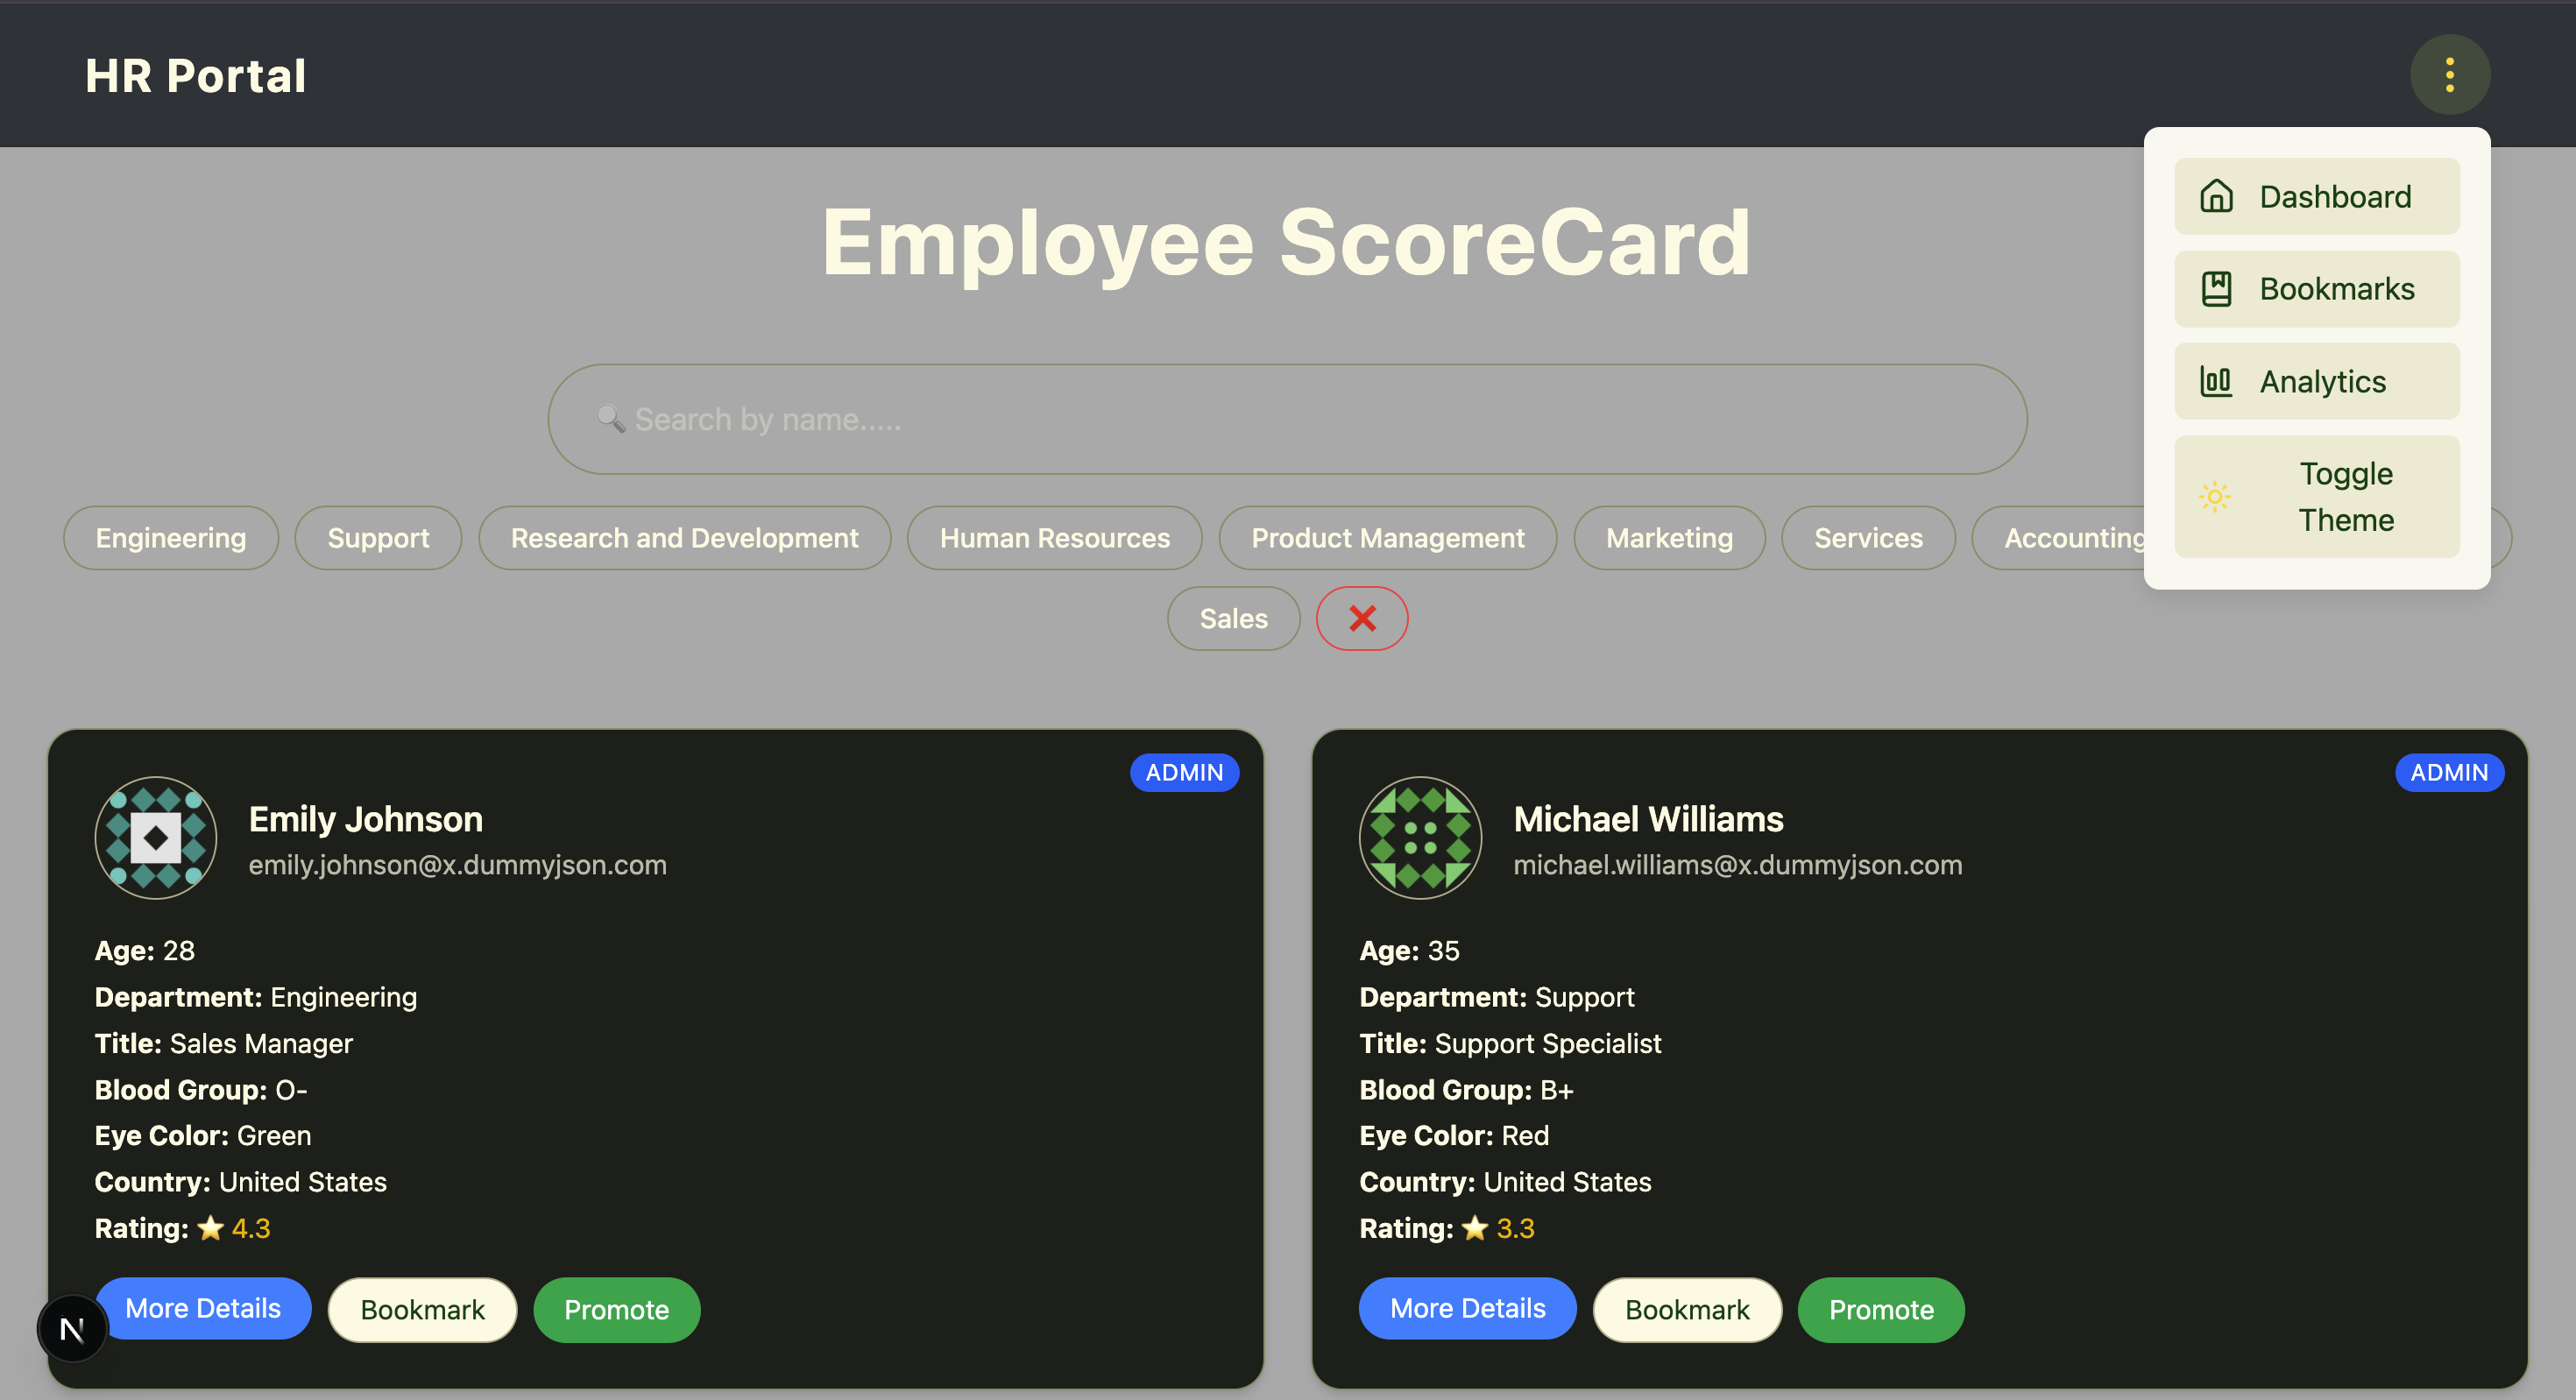 HR Portal
Dashboard
Bookmarks
Analytics
Toggle
Theme
Employee ScoreCard
🔍 Search by name.....
Engineering
Support
Research and Development
Human Resources
Product Management
Marketing
Services
Accounting
Sales
❌
ADMIN
Emily Johnson
emily.johnson@x.dummyjson.com
Age: 28
Department: Engineering
Title: Sales Manager
Blood Group: O-
Eye Color: Green
Country: United States
Rating: ⭐ 4.3
More Details
Bookmark
Promote
ADMIN
Michael Williams
michael.williams@x.dummyjson.com
Age: 35
Department: Support
Title: Support Specialist
Blood Group: B+
Eye Color: Red
Country: United States
Rating: ⭐ 3.3
More Details
Bookmark
Promote
N